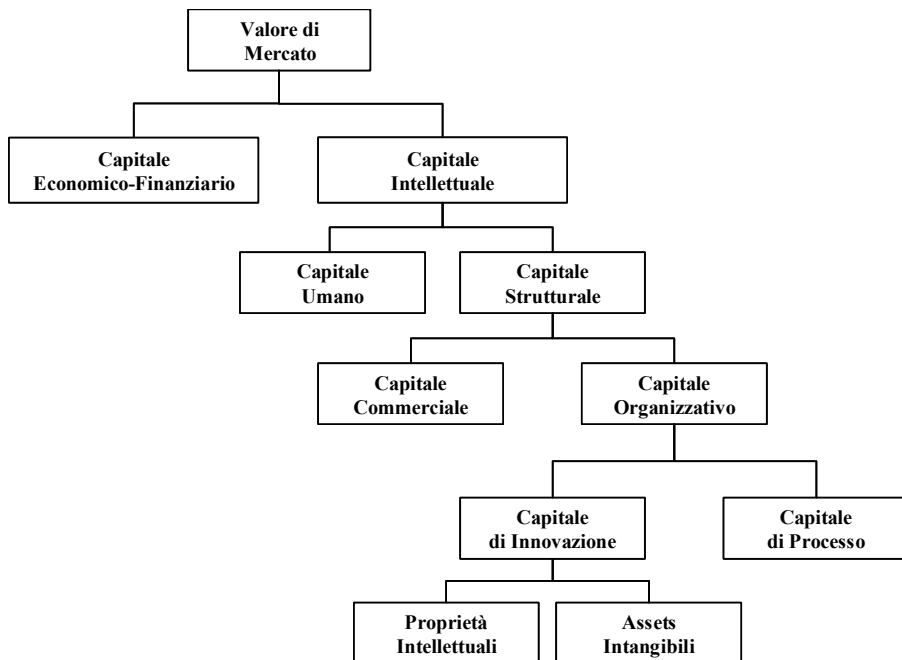 Valore di
Mercato
Capitale
Economico-Finanziario
Capitale
Intellettuale
Capitale
Umano
Capitale
Strutturale
Capitale
Commerciale
Capitale
Organizzativo
Capitale
di Innovazione
Capitale
di Processo
Proprietà
Intellettuali
Assets
Intangibili